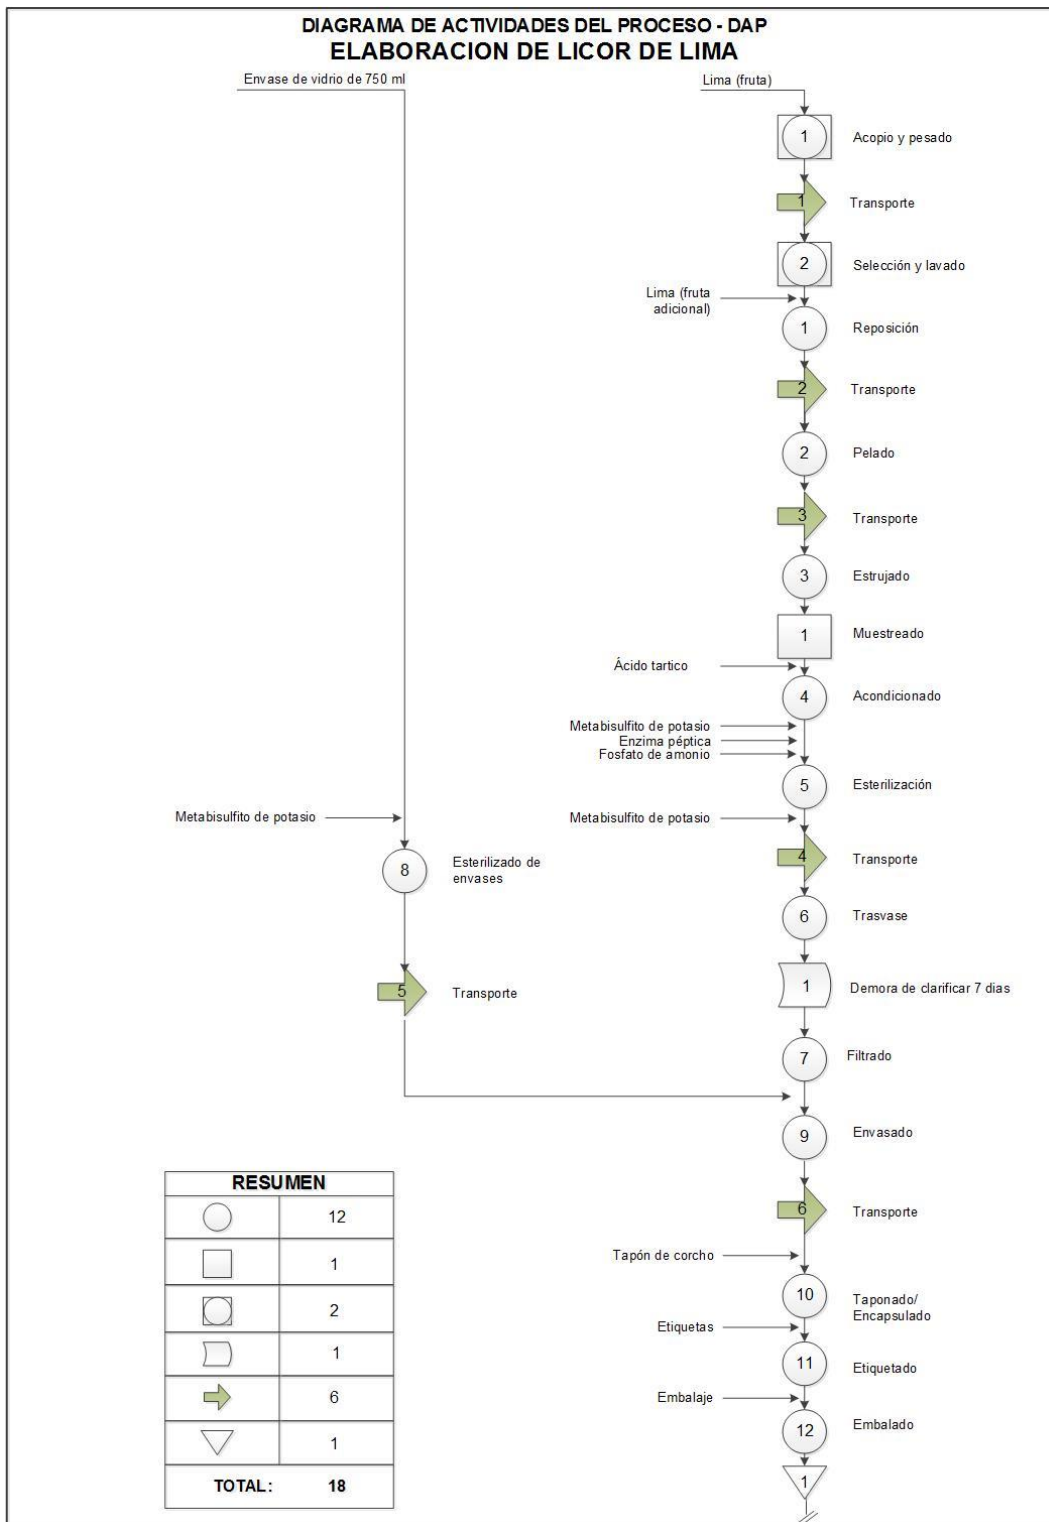 DIAGRAMA DE ACTIVIDADES DEL PROCESO - DAP
ELABORACION DE LICOR DE LIMA
Envase de vidrio de 750 ml
Lima (fruta)
1
Acopio y pesado
1
Transporte
2
Selección y lavado
Lima (fruta
adicional)
1
Reposición
2
Transporte
2
Pelado
3
Transporte
3
Estrujado
1
Muestreado
Ácido tartico
4
Acondicionado
Metabisulfito de potasio
Enzima péptica
Fosfato de amonio
5
Esterilización
Metabisulfito de potasio
Metabisulfito de potasio
4
Transporte
8
Esterilizado de
envases
6
Trasvase
5
Transporte
1
Demora de clarificar 7 dias
7
Filtrado
9
Envasado
6
Transporte
Tapón de corcho
10
Taponado/
Encapsulado
Etiquetas
11
Etiquetado
Embalaje
12
Embalado
1
RESUMEN
12
1
2
1
6
1
TOTAL: 18